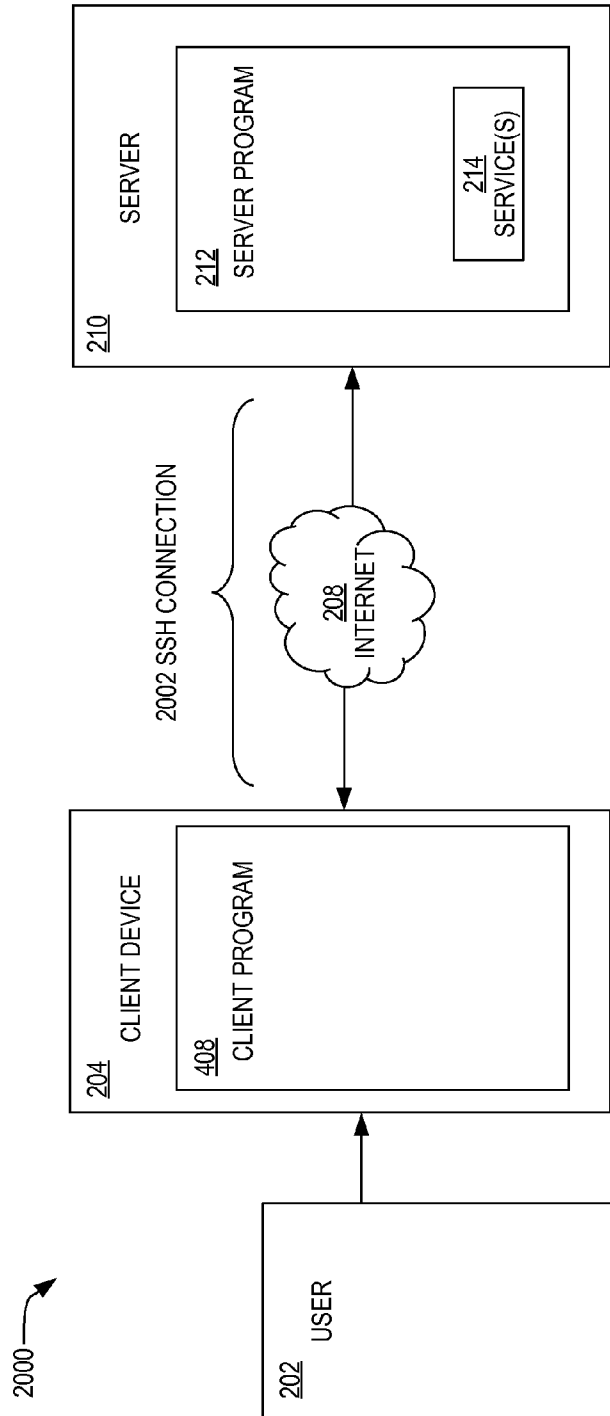 2000
202
USER
204
CLIENT DEVICE
408
CLIENT PROGRAM
2002 SSH CONNECTION
208
INTERNET
210
SERVER
212
SERVER PROGRAM
214
SERVICE(S)